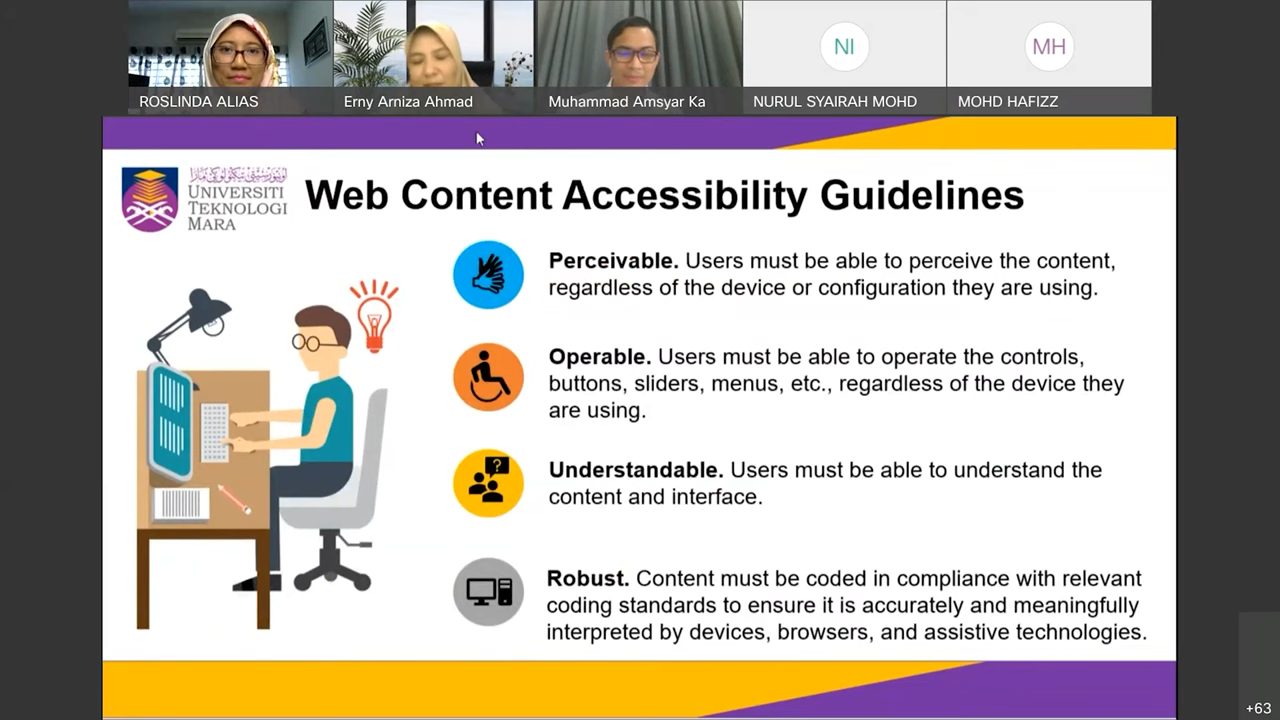 ROSLINDA ALIAS
Erny Arniza Ahmad
Muhammad Amsyar Ka
NI
NURUL SYAIRAH MOHD
MH
MOHD HAFIZZ
UNIVERSITI
TEKNOLOGI
MARA
Web Content Accessibility Guidelines
Perceivable. Users must be able to perceive the content,
regardless of the device or configuration they are using.
Operable. Users must be able to operate the controls,
buttons, sliders, menus, etc., regardless of the device they
are using.
?
Understandable. Users must be able to understand the
content and interface.
Robust. Content must be coded in compliance with relevant
coding standards to ensure it is accurately and meaningfully
interpreted by devices, browsers, and assistive technologies.
+63